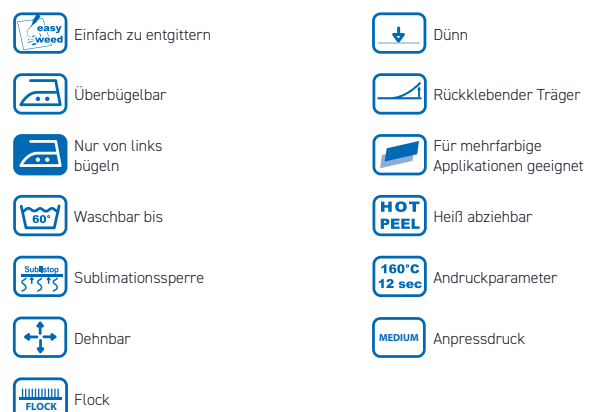 easy
weed
Einfach zu entgittern
Überbügelbar
Nur von links
bügeln
60°
Waschbar bis
Sublistop
Sublimationssperre
Dehnbar
FLOCK
Flock
Dünn
Rückklebender Träger
Für mehrfarbige
Applikationen geeignet
HOT
PEEL
Heiß abziehbar
160°C
12 sec
Andruckparameter
MEDIUM
Anpressdruck